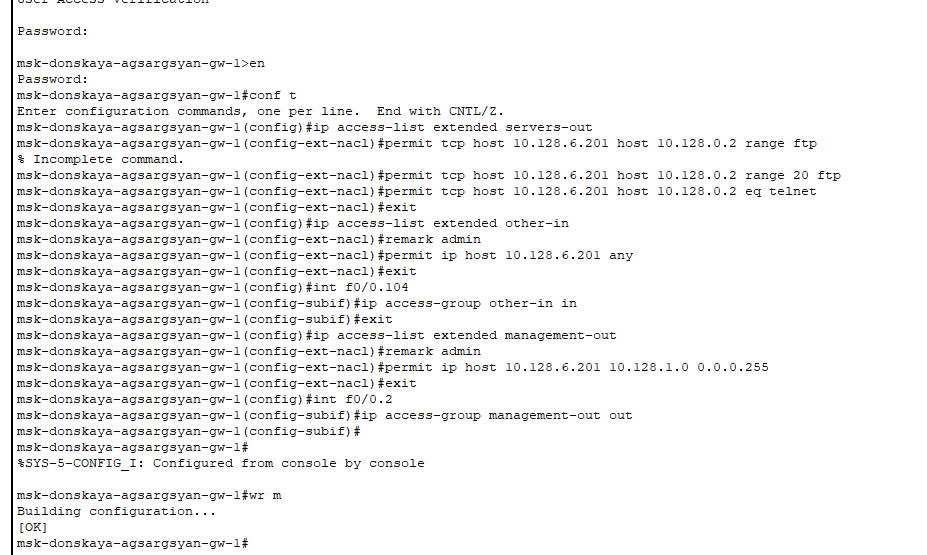 User Access Verification
Password:
msk-donskaya-agsargsyan-gw-1>en
Password:
msk-donskaya-agsargsyan-gw-1#conf t
Enter configuration commands, one per line.  End with CNTL/Z.
msk-donskaya-agsargsyan-gw-1(config)#ip access-list extended servers-out
msk-donskaya-agsargsyan-gw-1(config-ext-nacl)#permit tcp host 10.128.6.201 host 10.128.0.2 range ftp
% Incomplete command.
msk-donskaya-agsargsyan-gw-1(config-ext-nacl)#permit tcp host 10.128.6.201 host 10.128.0.2 range 20 ftp
msk-donskaya-agsargsyan-gw-1(config-ext-nacl)#permit tcp host 10.128.6.201 host 10.128.0.2 eq telnet
msk-donskaya-agsargsyan-gw-1(config-ext-nacl)#exit
msk-donskaya-agsargsyan-gw-1(config)#ip access-list extended other-in
msk-donskaya-agsargsyan-gw-1(config-ext-nacl)#remark admin
msk-donskaya-agsargsyan-gw-1(config-ext-nacl)#permit ip host 10.128.6.201 any
msk-donskaya-agsargsyan-gw-1(config-ext-nacl)#exit
msk-donskaya-agsargsyan-gw-1(config)#int f0/0.104
msk-donskaya-agsargsyan-gw-1(config-subif)#ip access-group other-in in
msk-donskaya-agsargsyan-gw-1(config-subif)#exit
msk-donskaya-agsargsyan-gw-1(config)#ip access-list extended management-out
msk-donskaya-agsargsyan-gw-1(config-ext-nacl)#remark admin
msk-donskaya-agsargsyan-gw-1(config-ext-nacl)#permit ip host 10.128.6.201 10.128.1.0 0.0.0.255
msk-donskaya-agsargsyan-gw-1(config-ext-nacl)#exit
msk-donskaya-agsargsyan-gw-1(config)#int f0/0.2
msk-donskaya-agsargsyan-gw-1(config-subif)#ip access-group management-out out
msk-donskaya-agsargsyan-gw-1(config-subif)#
msk-donskaya-agsargsyan-gw-1#
%SYS-5-CONFIG_I: Configured from console by console
msk-donskaya-agsargsyan-gw-1#wr m
Building configuration...
[OK]
msk-donskaya-agsargsyan-gw-1#